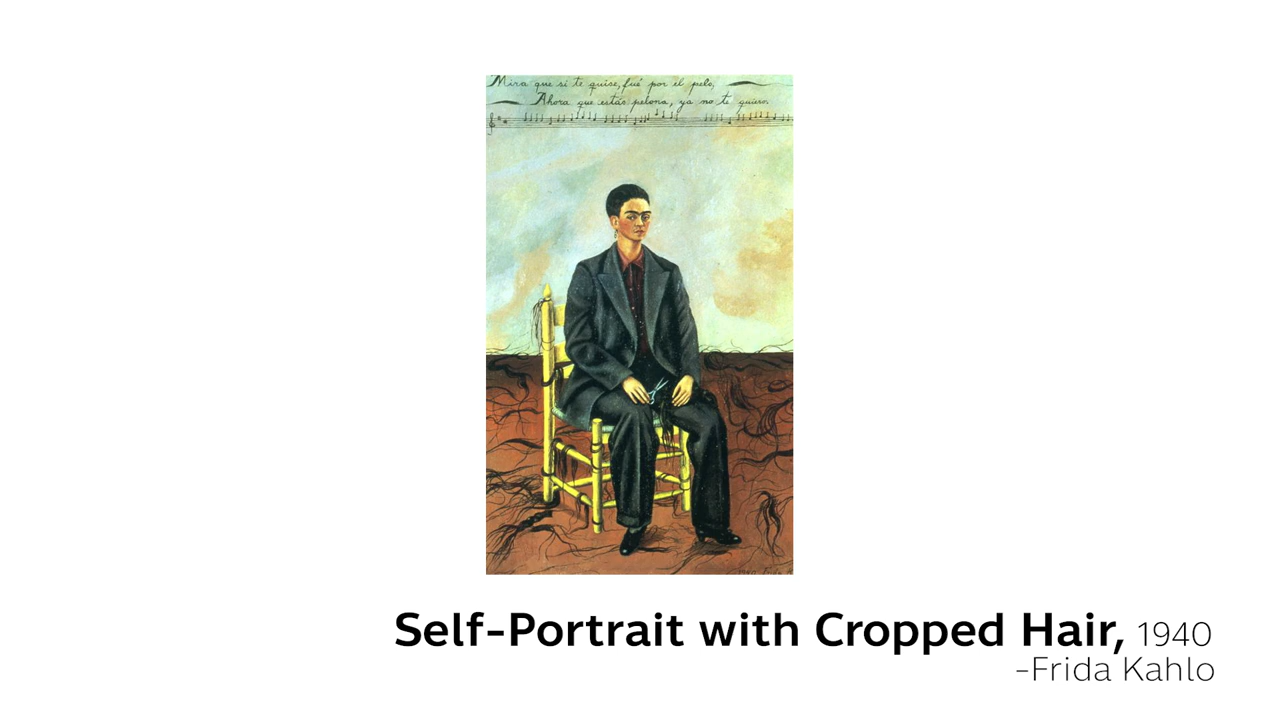 Mira que si te quise, fué por el pelo,
Ahora que estás pelona, ya no te quiero.
Self-Portrait with Cropped Hair, 1940
-Frida Kahlo